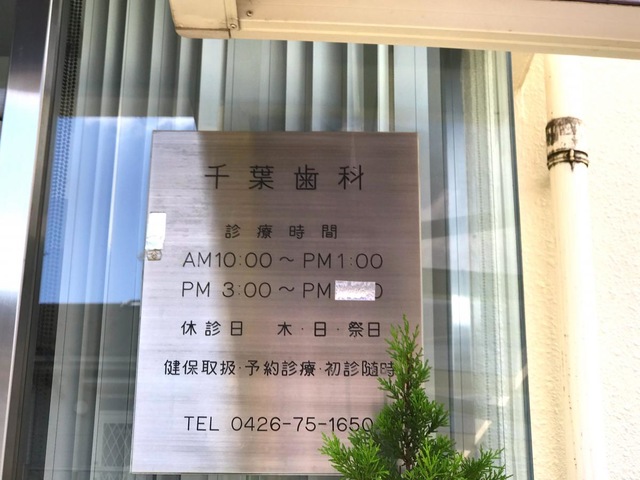 千葉歯科
診療時間
AM10:00～PM1:00
PM 3:00～PM 0
休診日 木・日・祭日
健保取扱・予約診療・初診随時
TEL 0426-75-1650